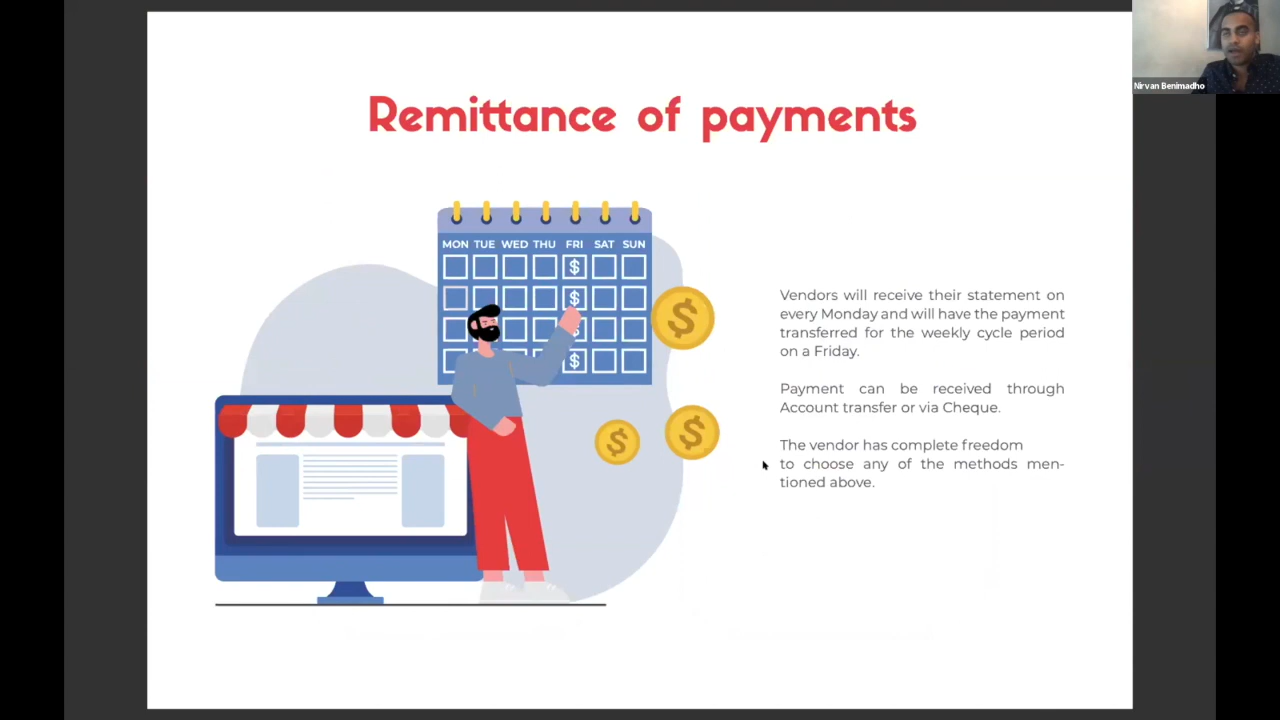 Remittance of payments
Nirvan Benimadho
MON TUE WED THU FRI SAT SUN
$
$
$
$
$
$
Vendors will receive their statement on
every Monday and will have the payment
transferred for the weekly cycle period
on a Friday.
Payment can be received through
Account transfer or via Cheque.
The vendor has complete freedom
to choose any of the methods men-
tioned above.